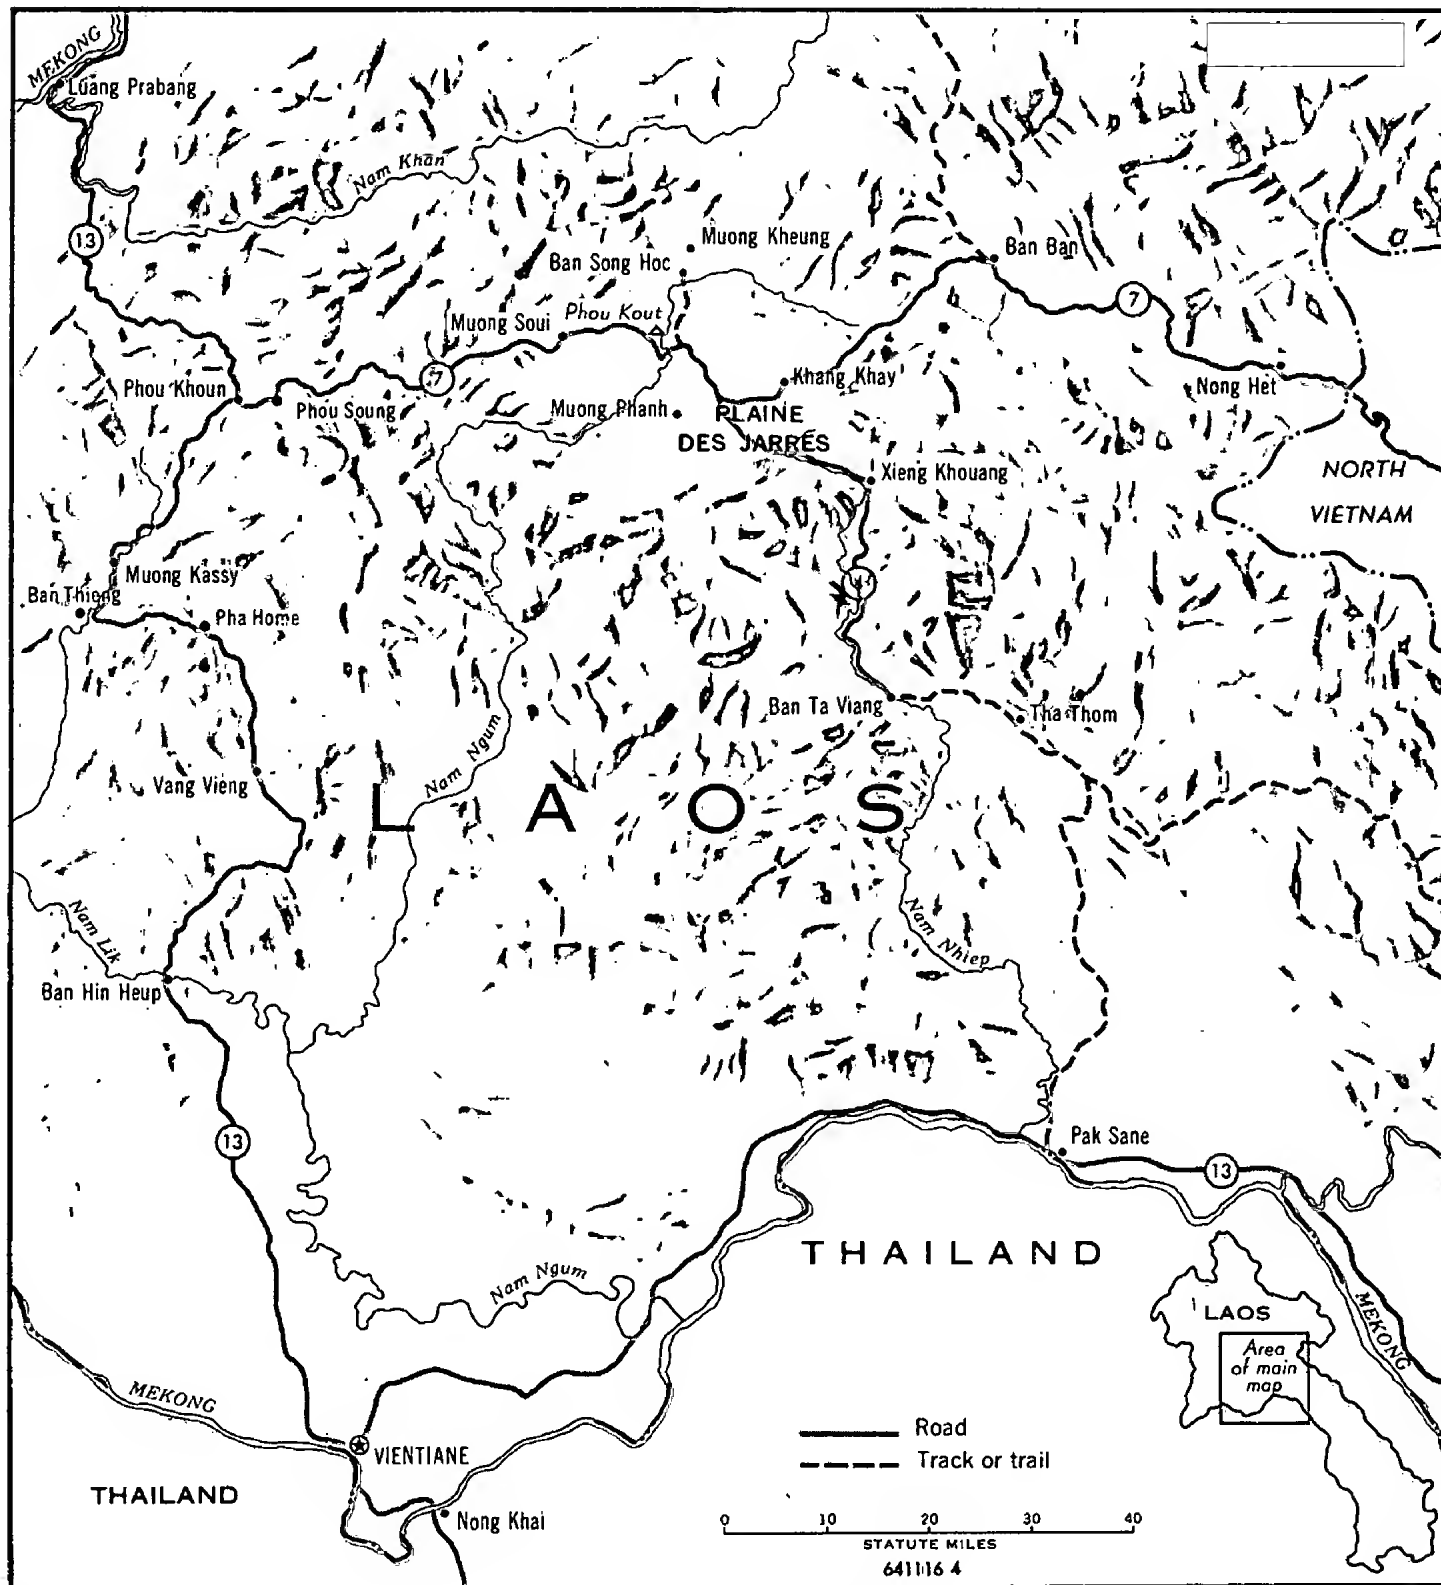 MEKONG
Luang Prabang
Nam Khan
13
Muong Kheung
Ban Song Hoc
Ban Ban
Phou Kout
Muong Soui
7
7
Phou Khoun
Phou Soung
Khang Khay
Nong Het
Muong Phanh
PLAINE
DES JARRES
Xieng Khouang
NORTH
VIETNAM
Muong Kassy
Ban Thieng
Pha Home
Ban Ta Viang
Tha Thom
Nam Ngum
Vang Vieng
LAOS
Nam Lik
Nam Nhiep
Ban Hin Heup
13
Pak Sane
13
THAILAND
Nam Ngum
MEKONG
LAOS
Area
of main
map
MEKONG
Road
VIENTIANE
Track or trail
THAILAND
Nong Khai
0 10 20 30 40
STATUTE MILES
641116 4